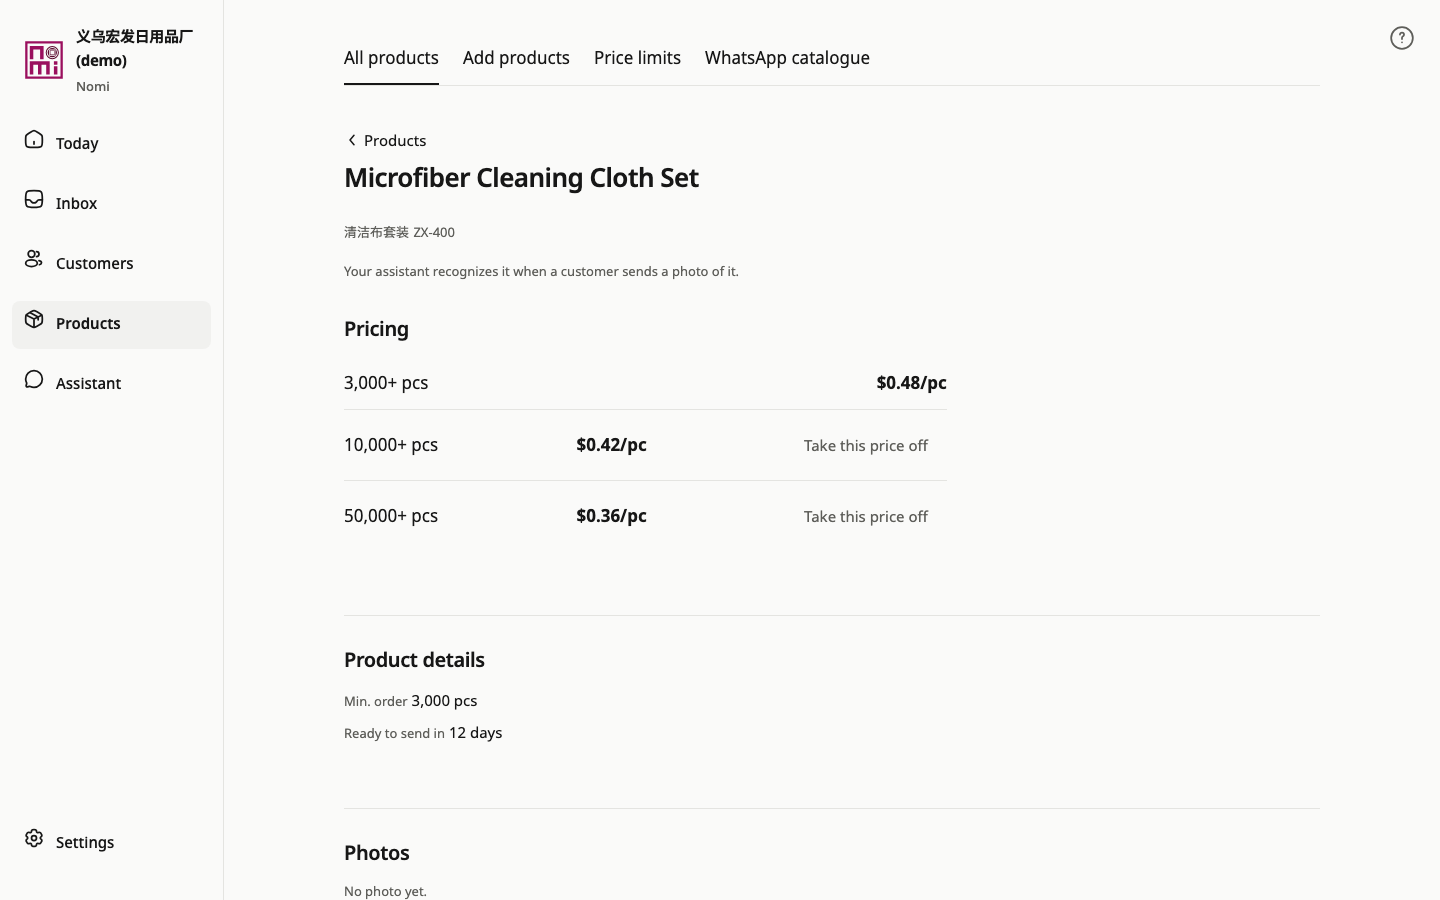 义乌宏发日用品厂
(demo)
Nomi
Today
Inbox
Customers
Products
Assistant
Settings
All products
Add products
Price limits
WhatsApp catalogue
Products
Microfiber Cleaning Cloth Set
清洁布套装 ZX-400
Your assistant recognizes it when a customer sends a photo of it.
Pricing
3,000+ pcs $0.48/pc
10,000+ pcs $0.42/pc Take this price off
50,000+ pcs $0.36/pc Take this price off
Product details
Min. order 3,000 pcs
Ready to send in 12 days
Photos
No photo yet.